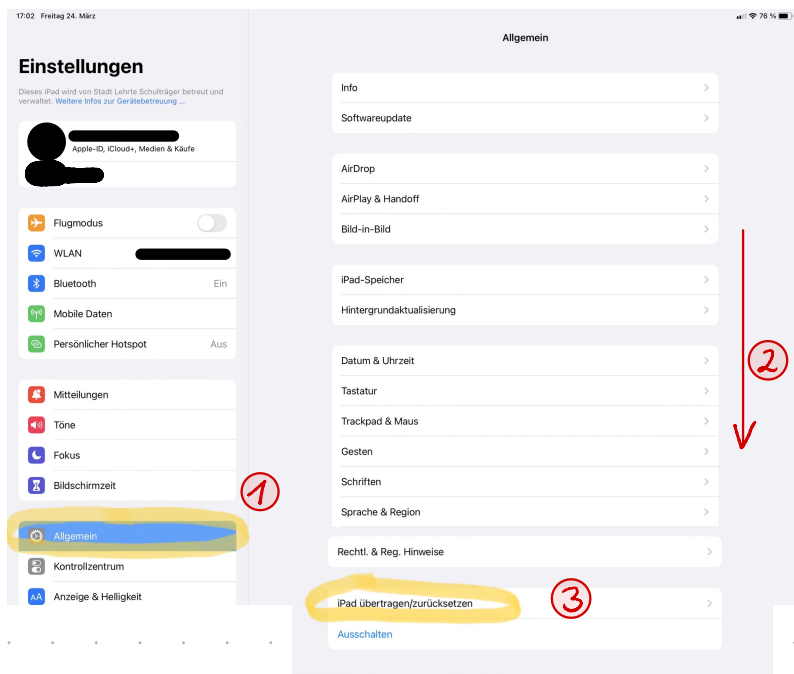 17:02 Freitag 24. März
76 %
Einstellungen
Dieses iPad wird von Stadt Lehrte Schulträger betreut und
verwaltet. Weitere Infos zur Gerätebetreuung ...
Apple-ID, iCloud+, Medien & Käufe
Flugmodus
WLAN
Bluetooth Ein
Mobile Daten
Persönlicher Hotspot Aus
Mitteilungen
Töne
Fokus
Bildschirmzeit
1
Allgemein
Kontrollzentrum
AA Anzeige & Helligkeit
Allgemein
Info
Softwareupdate
AirDrop
AirPlay & Handoff
Bild-in-Bild
iPad-Speicher
Hintergrundaktualisierung
Datum & Uhrzeit
2
Tastatur
Trackpad & Maus
Gesten
Schriften
Sprache & Region
Rechtl. & Reg. Hinweise
iPad übertragen/zurücksetzen
3
Ausschalten